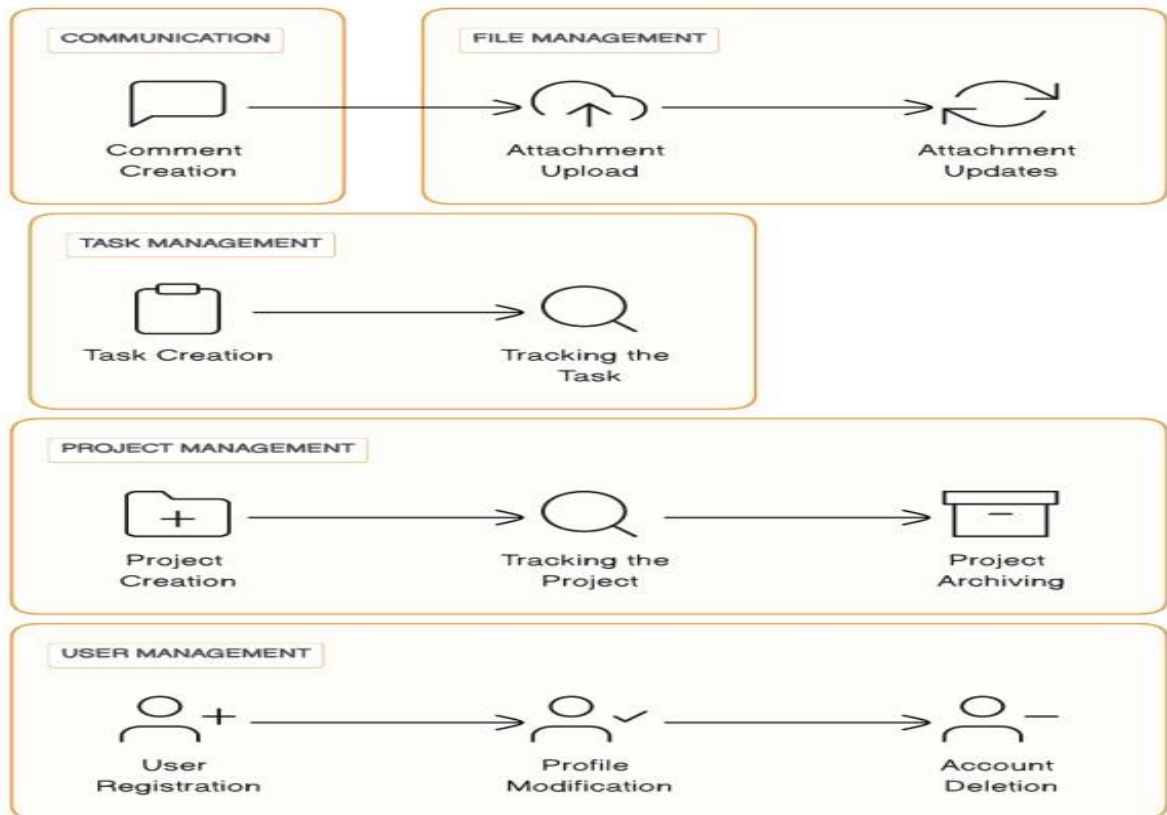 COMMUNICATION
FILE MANAGEMENT
Comment
Creation
Attachment
Upload
Attachment
Updates
TASK MANAGEMENT
Task Creation
Tracking the
Task
PROJECT MANAGEMENT
Project
Creation
Tracking the
Project
Project
Archiving
USER MANAGEMENT
User
Registration
Profile
Modification
Account
Deletion